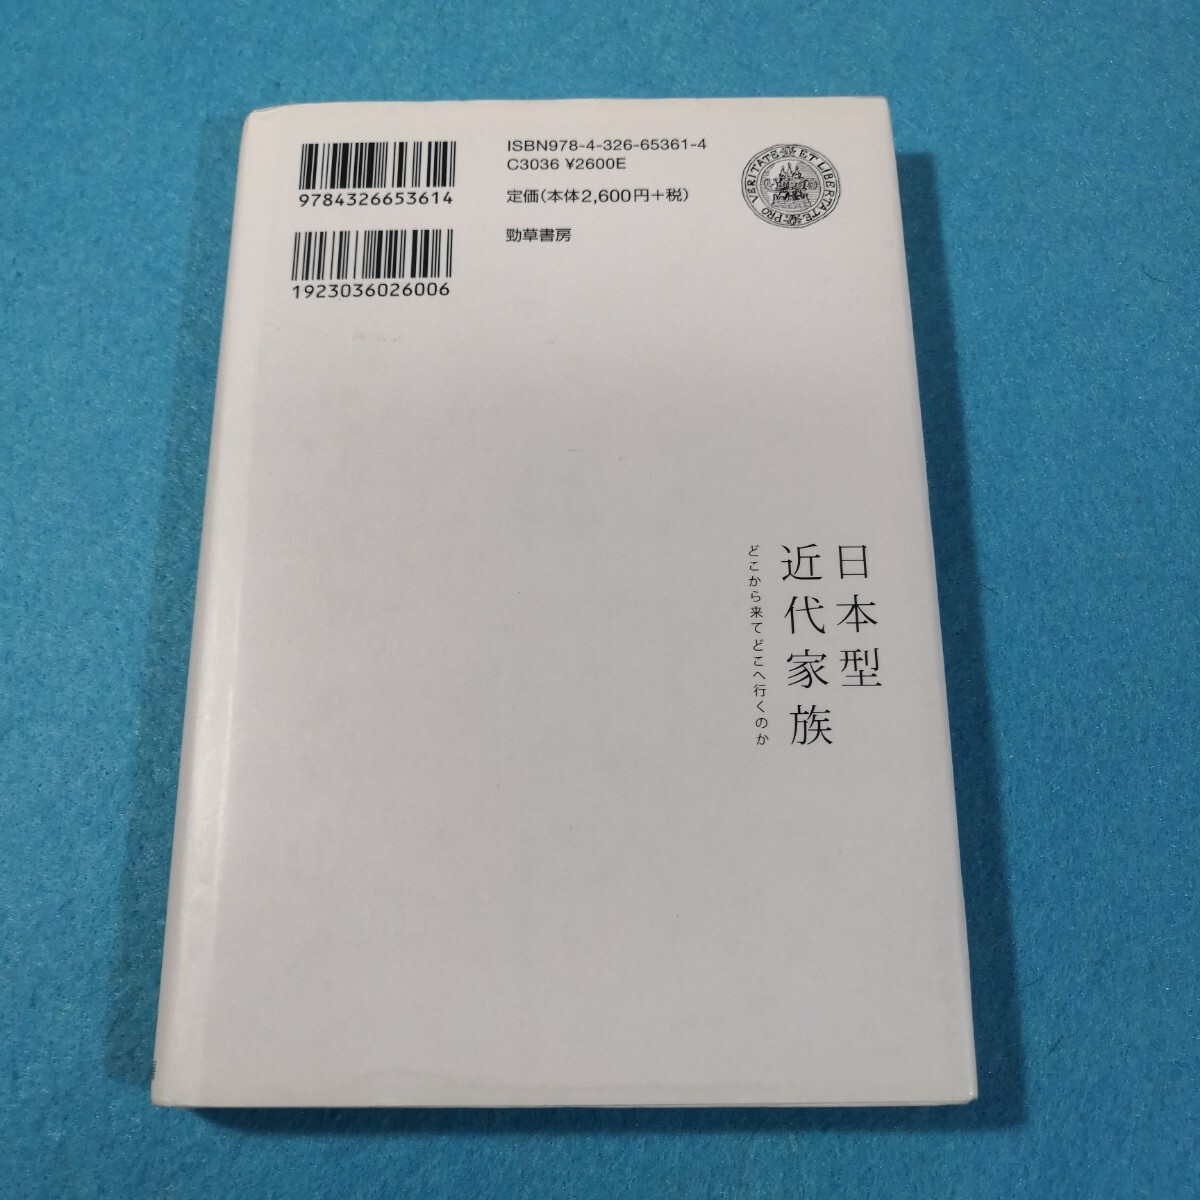 9784326653614
1923036026006
ISBN978-4-326-65361-4
C3036 ¥2600E
定価(本体2,600円+税)
勁草書房
PRO VERITATE ET LIBERTATE
日本型
近代家族
どこから来てどこへ行くのか